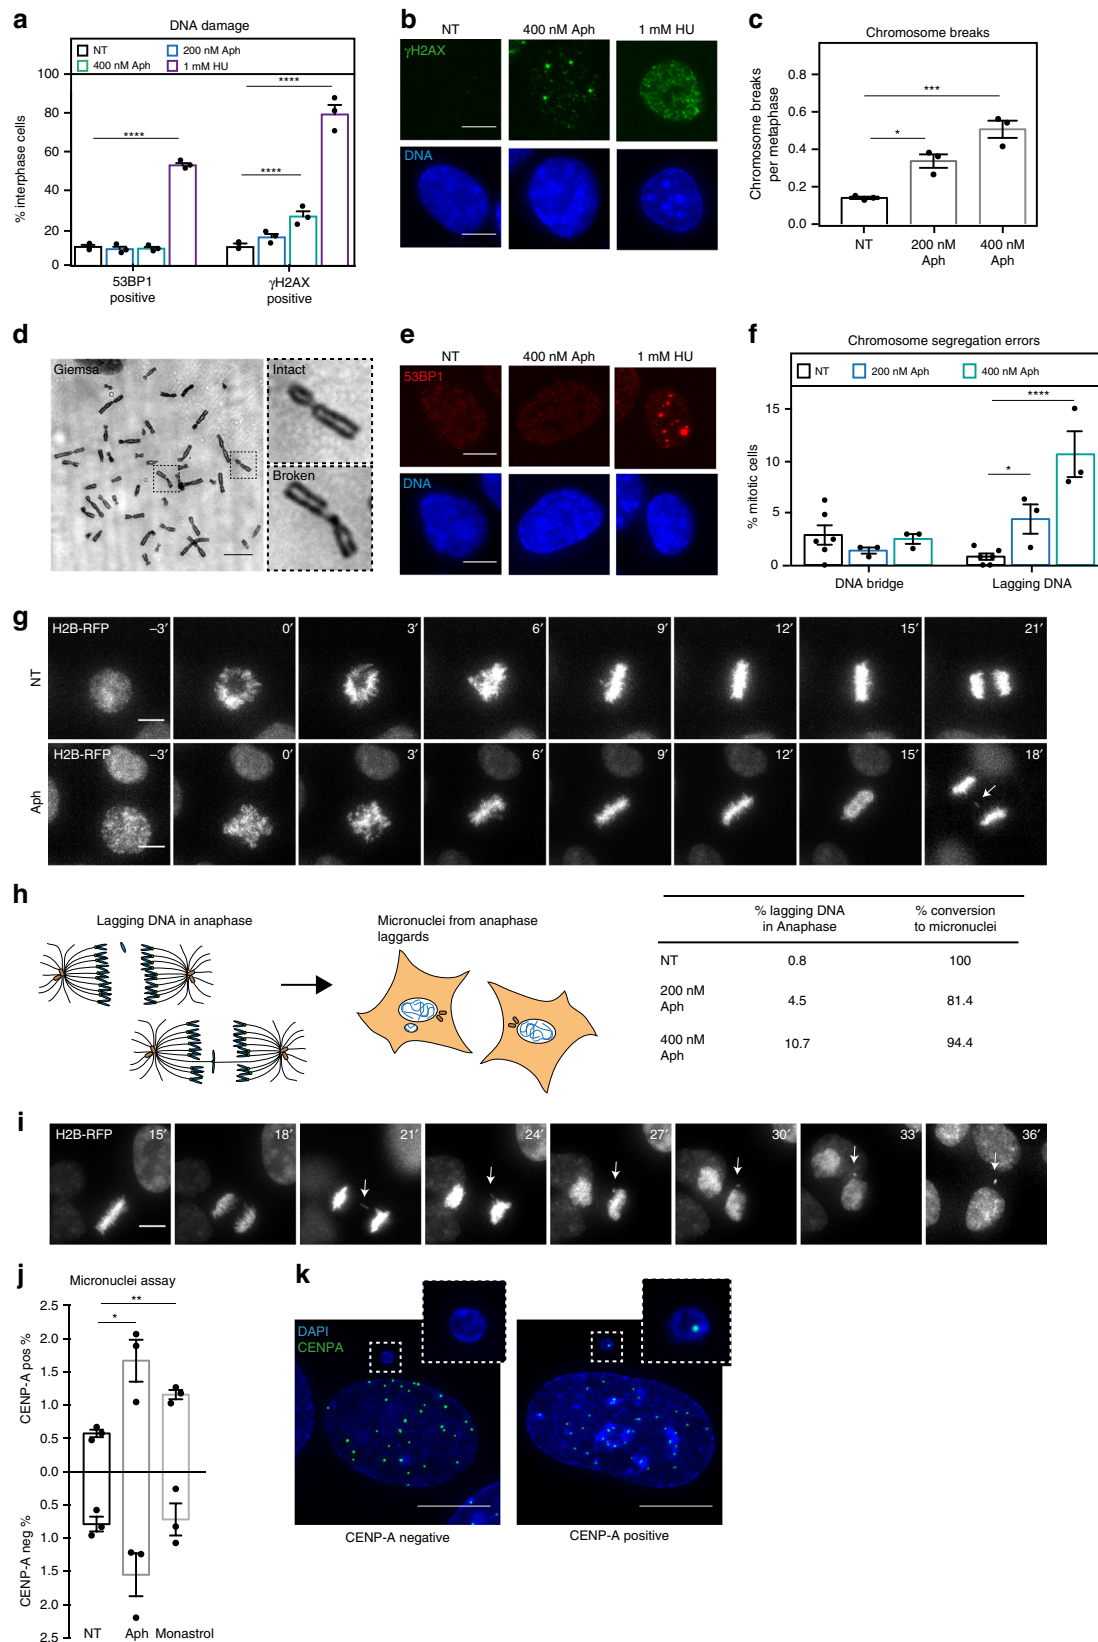 a
DNA damage
NT
200 nM Aph
400 nM Aph
1 mM HU
% interphase cells
100
80
60
40
20
0
****
****
****
53BP1
positive
γH2AX
positive
b
NT
400 nM Aph
1 mM HU
γH2AX
DNA
c
Chromosome breaks
Chromosome breaks
per metaphase
0.8
0.6
0.4
0.2
0.0
***
*
NT
200 nM
Aph
400 nM
Aph
d
Giemsa
Intact
Broken
e
NT
400 nM Aph
1 mM HU
53BP1
DNA
f
Chromosome segregation errors
NT
200 nM Aph
400 nM Aph
% mitotic cells
15
10
5
0
****
*
DNA bridge
Lagging DNA
g
NT
H2B-RFP
–3′
0′
3′
6′
9′
12′
15′
21′
Aph
H2B-RFP
–3′
0′
3′
6′
9′
12′
15′
18′
h
Lagging DNA in anaphase
Micronuclei from anaphase
laggards
% lagging DNA
in Anaphase
% conversion
to micronuclei
NT 0.8 100
200 nM
Aph 4.5 81.4
400 nM
Aph 10.7 94.4
i
H2B-RFP
15′
18′
21′
24′
27′
30′
33′
36′
j
Micronuclei assay
CENP-A pos %
CENP-A neg %
2.5
2.0
1.5
1.0
0.5
0.0
0.5
1.0
1.5
2.0
2.5
**
*
NT
Aph
Monastrol
k
DAPI
CENPA
CENP-A negative
CENP-A positive